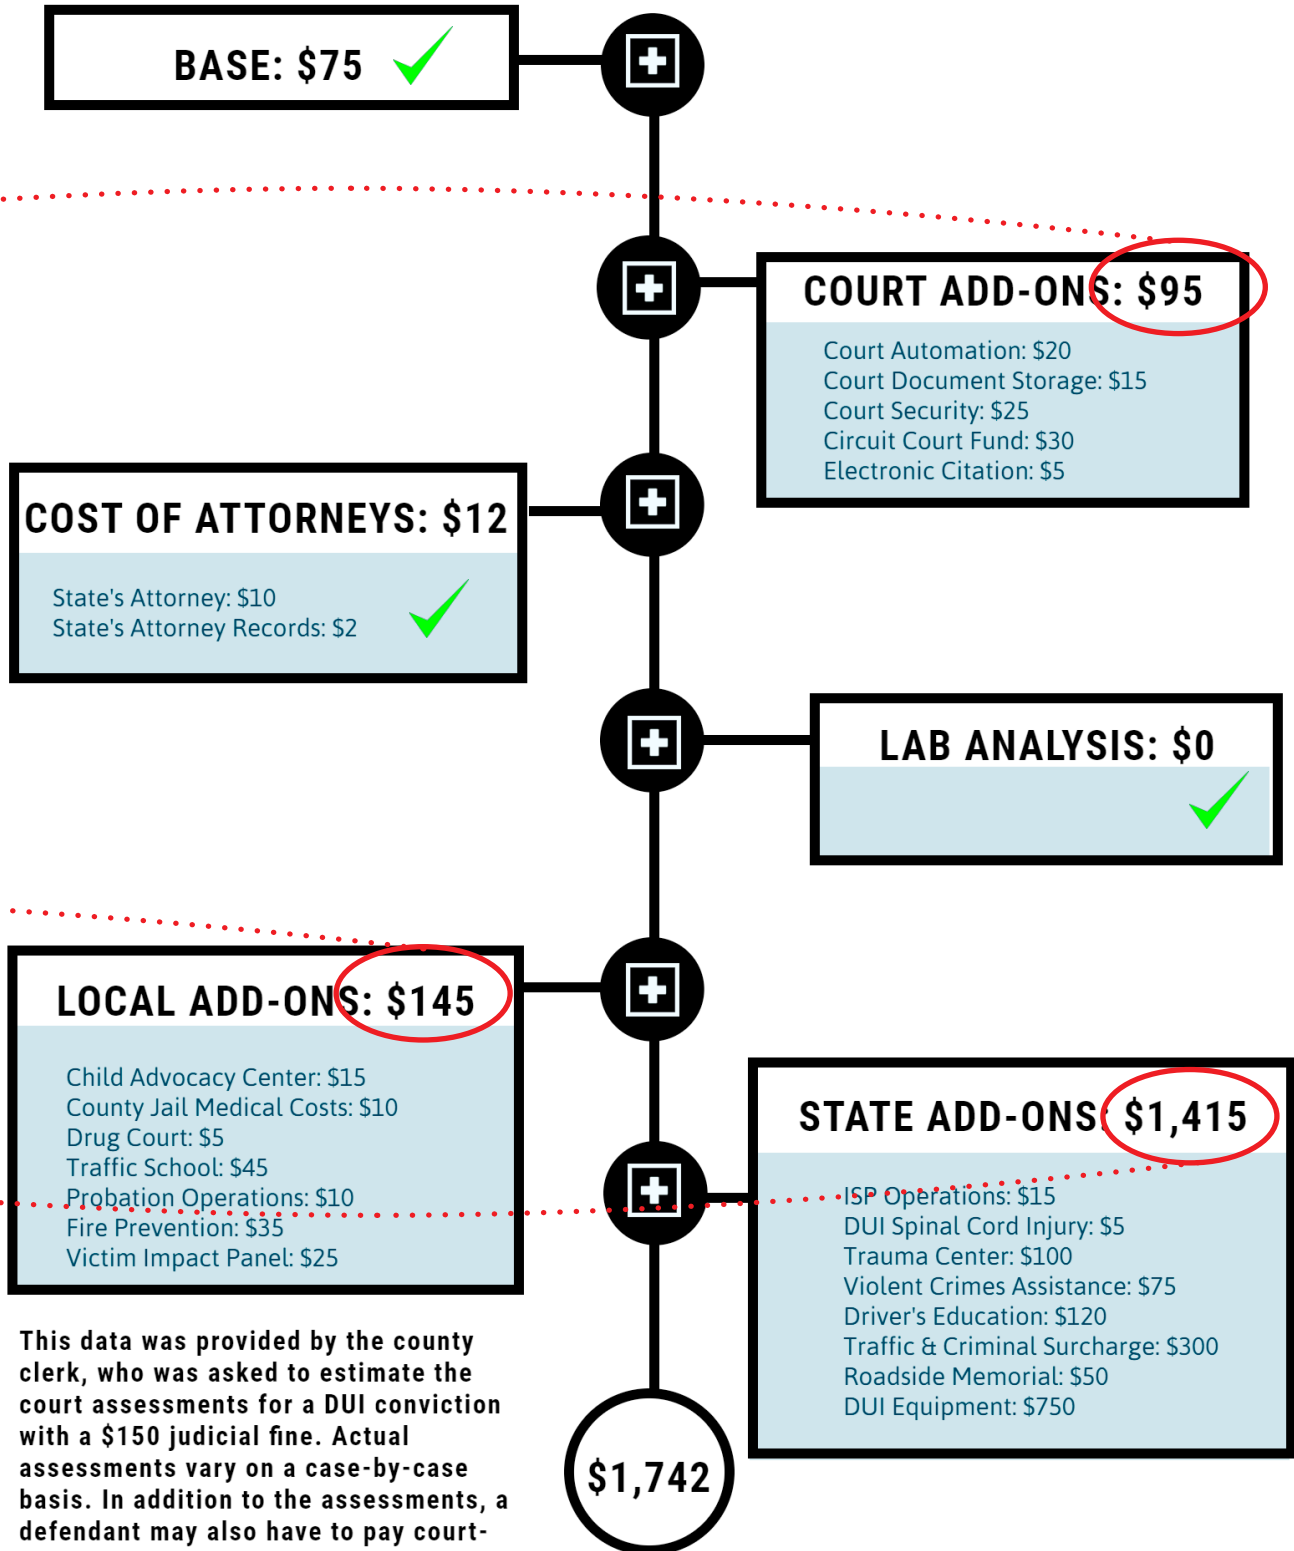 BASE: $75
COURT ADD-ONS: $95
Court Automation: $20
Court Document Storage: $15
Court Security: $25
Circuit Court Fund: $30
Electronic Citation: $5
COST OF ATTORNEYS: $12
State's Attorney: $10
State's Attorney Records: $2
LAB ANALYSIS: $0
LOCAL ADD-ONS: $145
Child Advocacy Center: $15
County Jail Medical Costs: $10
Drug Court: $5
Traffic School: $45
Probation Operations: $10
Fire Prevention: $35
Victim Impact Panel: $25
STATE ADD-ONS: $1,415
ISP Operations: $15
DUI Spinal Cord Injury: $5
Trauma Center: $100
Violent Crimes Assistance: $75
Driver's Education: $120
Traffic & Criminal Surcharge: $300
Roadside Memorial: $50
DUI Equipment: $750
This data was provided by the county
clerk, who was asked to estimate the
court assessments for a DUI conviction
with a $150 judicial fine. Actual
assessments vary on a case-by-case
basis. In addition to the assessments, a
defendant may also have to pay court-
$1,742